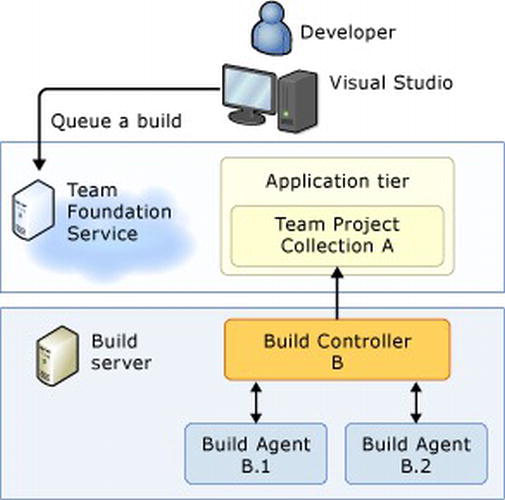 Developer
Visual Studio
Queue a build
Team
Foundation
Service
Application tier
Team Project
Collection A
Build
server
Build Controller
B
Build Agent
B.1
Build Agent
B.2